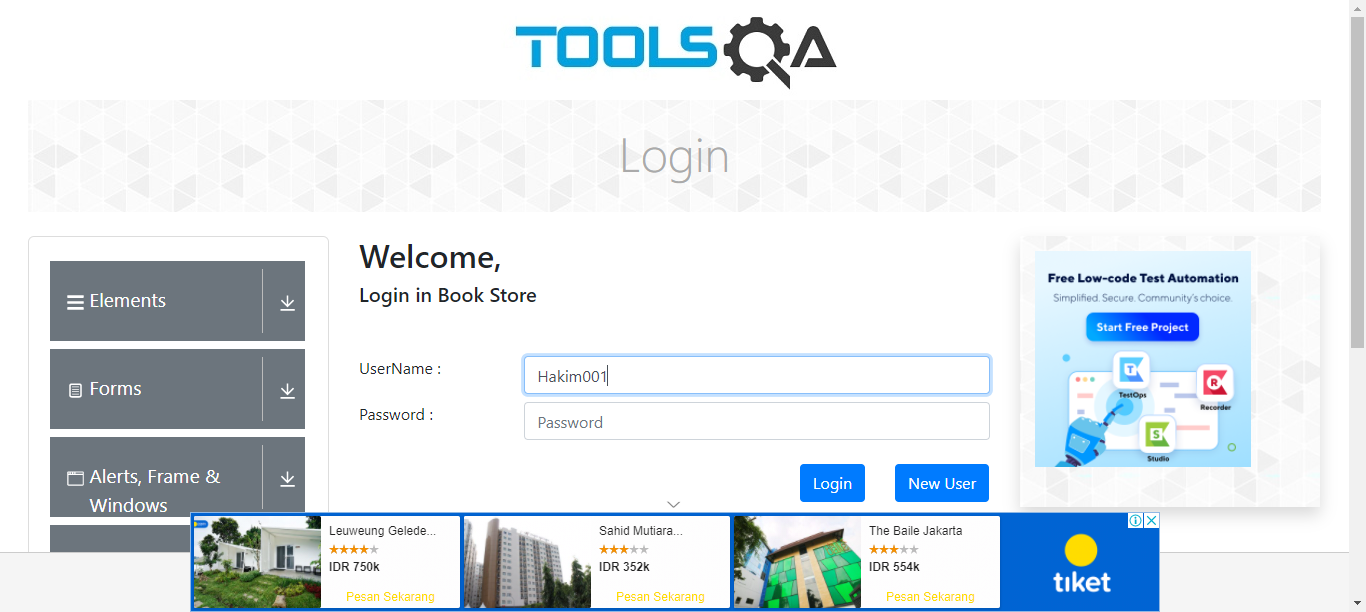 TOOLSQA
Login
Elements
Forms
Alerts, Frame &
Windows
Welcome,
Login in Book Store
UserName :
Hakim001
Password :
Password
Login
New User
Free Low-code Test Automation
Simplified. Secure. Community's choice.
Start Free Project
TestOps
Recorder
Studio
Leuweung Gelede...
IDR 750k
Pesan Sekarang
Sahid Mutiara...
IDR 352k
Pesan Sekarang
The Baile Jakarta
IDR 554k
Pesan Sekarang
tiket